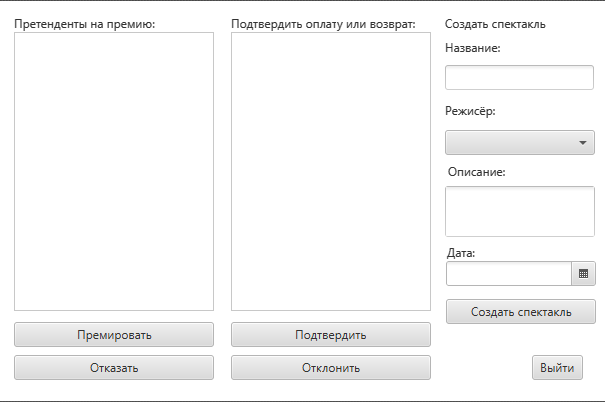 Претенденты на премию:
Подтвердить оплату или возврат:
Создать спектакль
Название:
Режисёр:
Описание:
Дата:
Создать спектакль
Премировать
Подтвердить
Отказать
Отклонить
Выйти